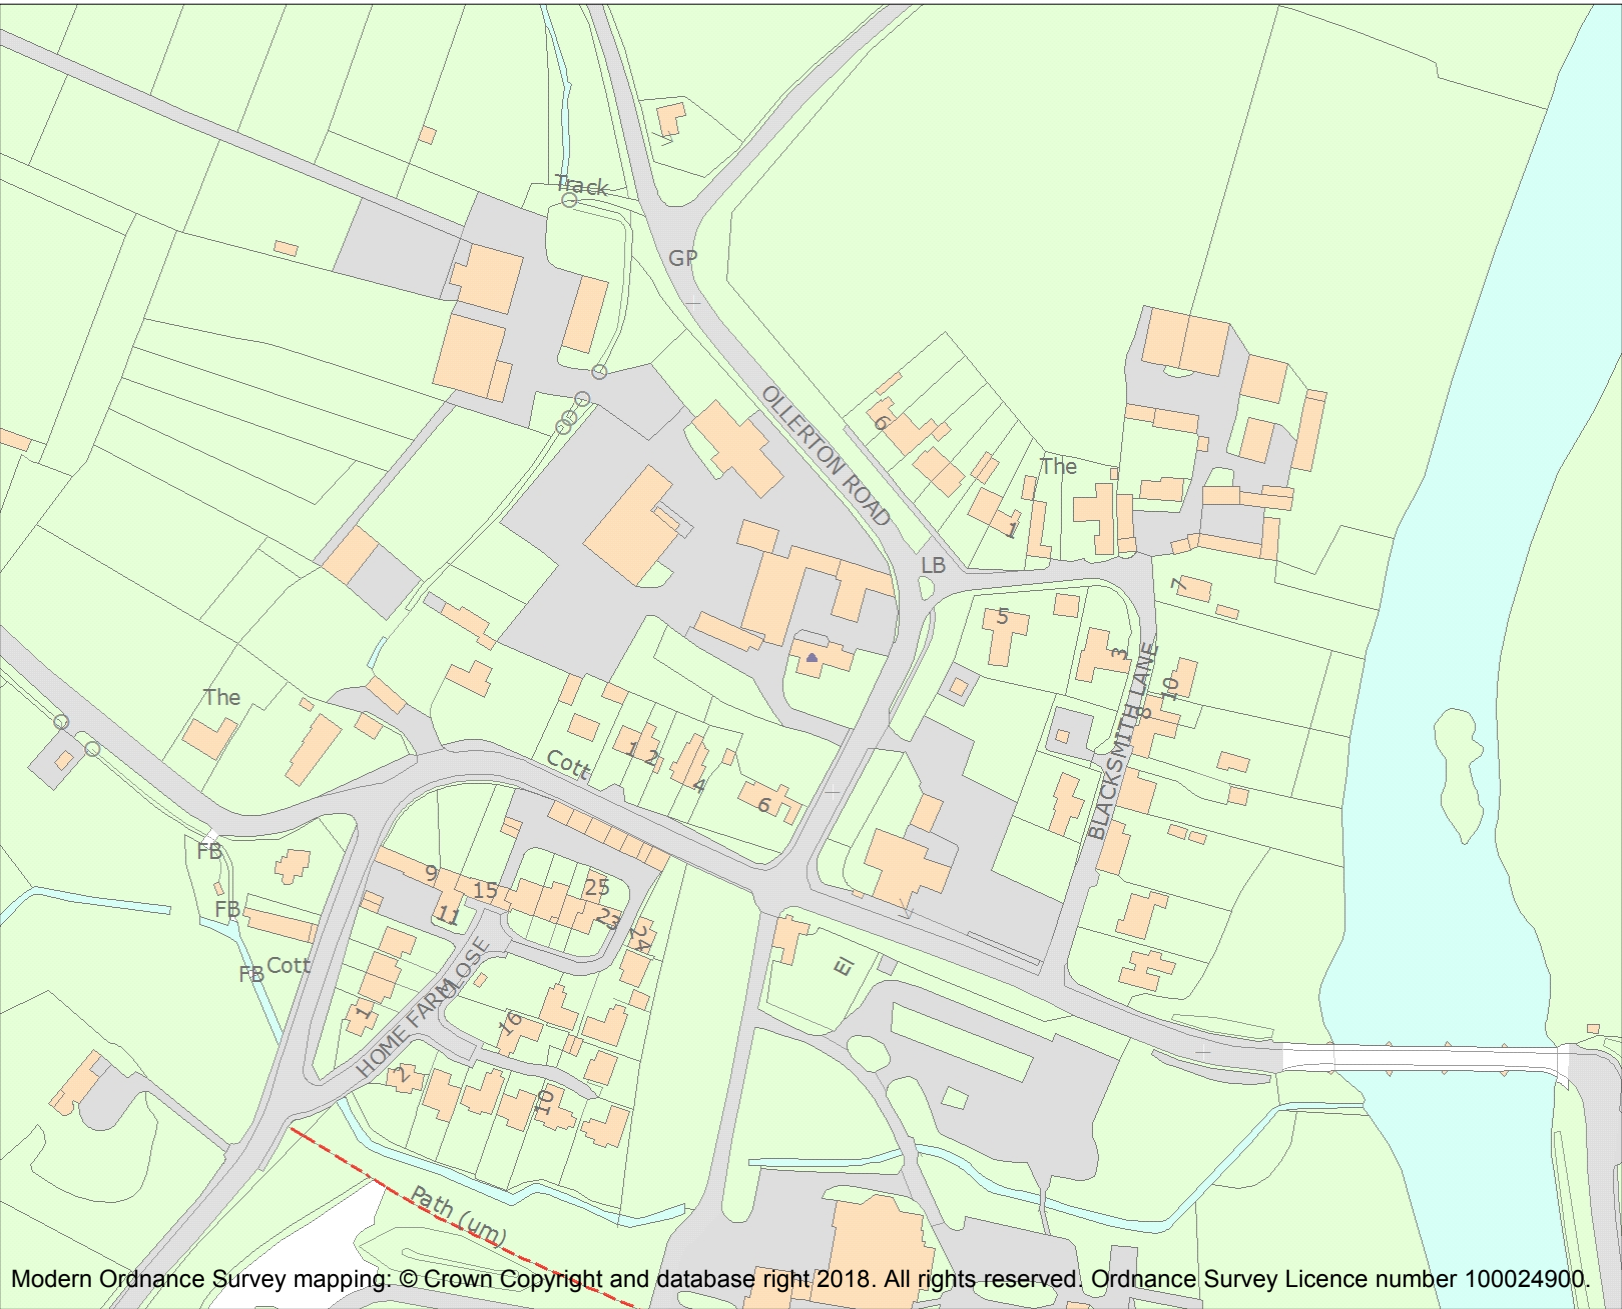 Track
GP
OLLERTON ROAD
6
The
1
LB
7
5
3
10
8
BLACKSMITH LANE
The
Cott
1 2
4
6
FB
9
15
25
11
23
24
FB
FB
Cott
El
HOME FARM CLOSE
1
16
2
10
Path (um)
Modern Ordnance Survey mapping: © Crown Copyright and database right 2018. All rights reserved. Ordnance Survey Licence number 100024900.